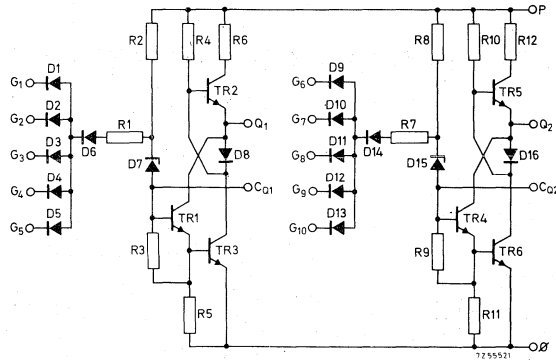 P
R2 R4 R6 R8 R10 R12
D1 D9
G1 TR2 G6 TR5
D2 D10
G2 R1 Q1 G7 R7 Q2
D3 D6 D8 D11 D14 D16
G3 D7 G8 D15
D4 D12
G4 CQ1 G9 CQ2
D5 TR1 D13 TR4
G5 R3 TR3 G10 R9 TR6
R5 R11
Ø
7255521